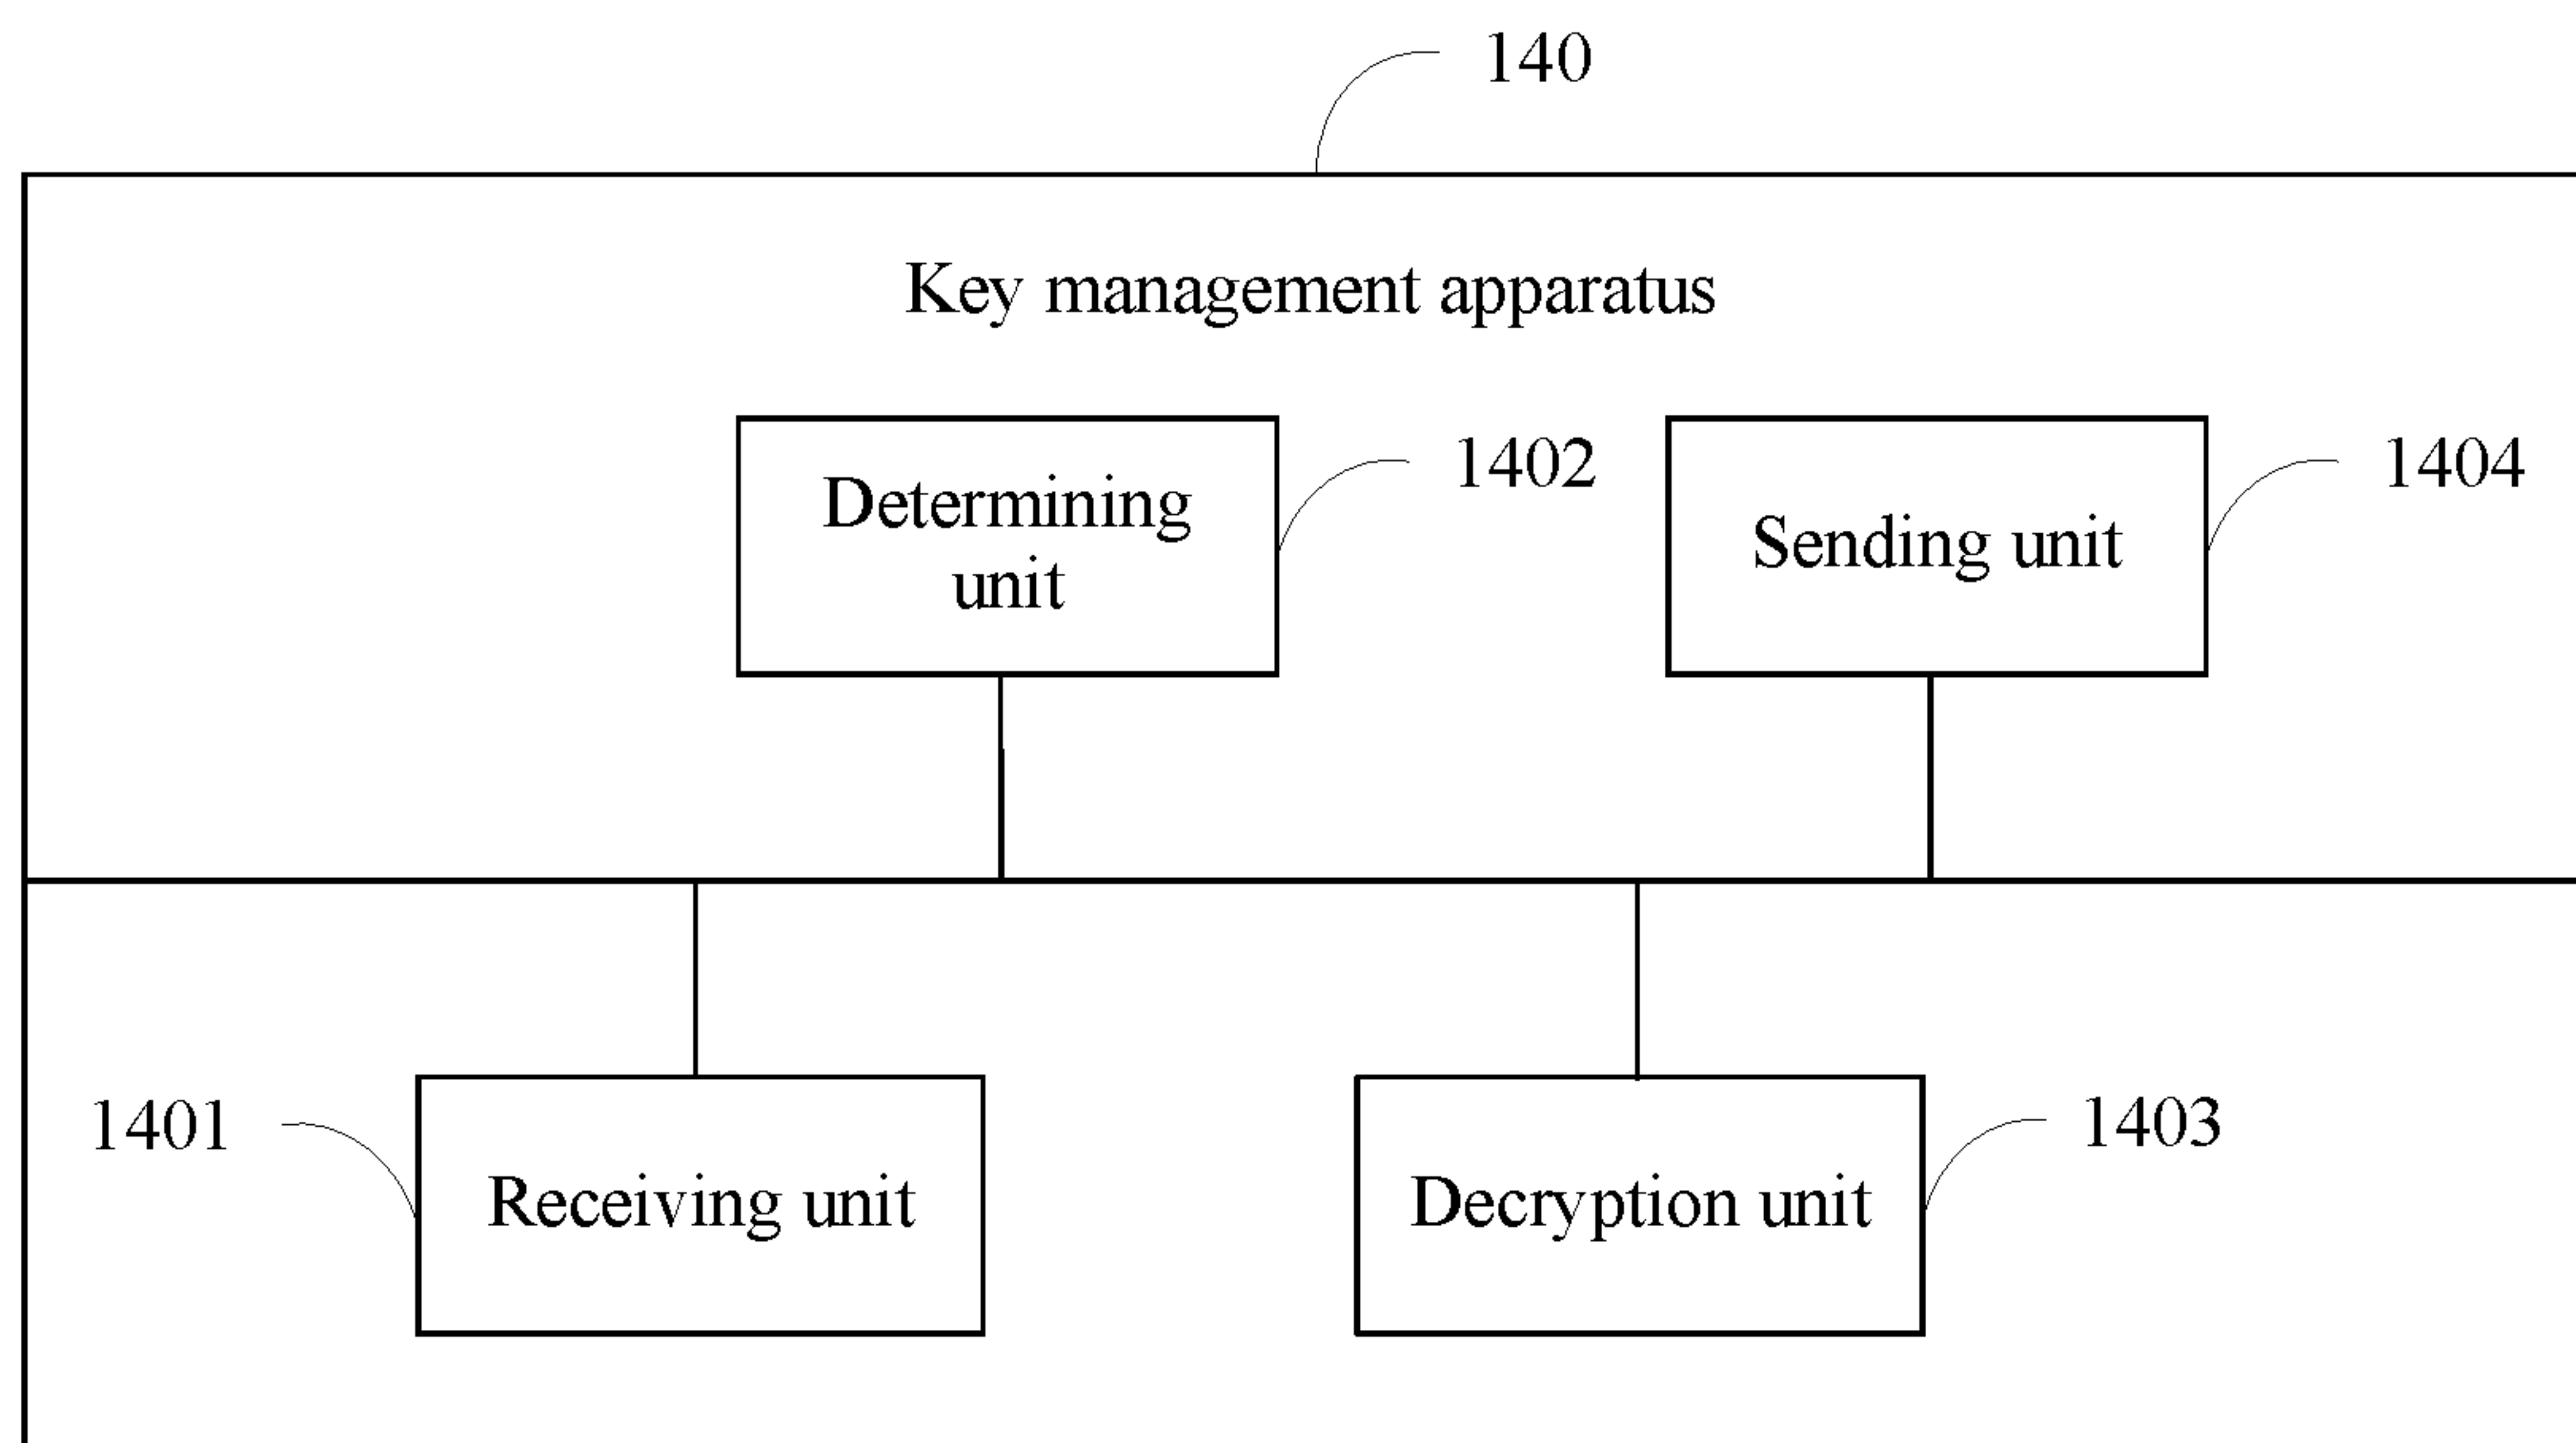 140
Key management apparatus
Determining
unit
1402
Sending unit
1404
1401
Receiving unit
Decryption unit
1403